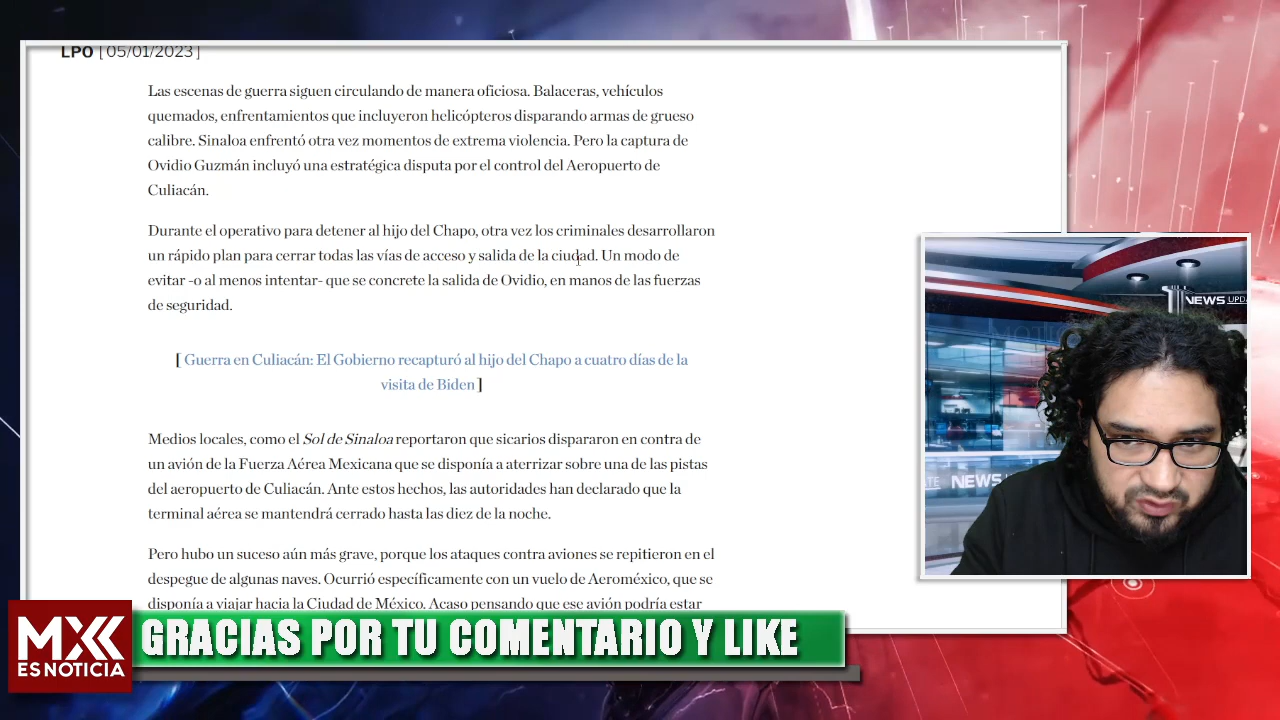 LPO [ 05/01/2023 ]
Las escenas de guerra siguen circulando de manera oficiosa. Balaceras, vehículos
quemados, enfrentamientos que incluyeron helicópteros disparando armas de grueso
calibre. Sinaloa enfrentó otra vez momentos de extrema violencia. Pero la captura de
Ovidio Guzmán incluyó una estratégica disputa por el control del Aeropuerto de
Culiacán.
Durante el operativo para detener al hijo del Chapo, otra vez los criminales desarrollaron
un rápido plan para cerrar todas las vías de acceso y salida de la ciudad. Un modo de
evitar -o al menos intentar- que se concrete la salida de Ovidio, en manos de las fuerzas
de seguridad.
[ Guerra en Culiacán: El Gobierno recapturó al hijo del Chapo a cuatro días de la
visita de Biden ]
Medios locales, como el Sol de Sinaloa reportaron que sicarios dispararon en contra de
un avión de la Fuerza Aérea Mexicana que se disponía a aterrizar sobre una de las pistas
del aeropuerto de Culiacán. Ante estos hechos, las autoridades han declarado que la
terminal aérea se mantendrá cerrado hasta las diez de la noche.
Pero hubo un suceso aún más grave, porque los ataques contra aviones se repitieron en el
despegue de algunas naves. Ocurrió específicamente con un vuelo de Aeroméxico, que se
disponía a viajar hacia la Ciudad de México. Acaso pensando que ese avión podría estar
NEWS UPDA
NEWS
MX
ES NOTICIA
GRACIAS POR TU COMENTARIO Y LIKE